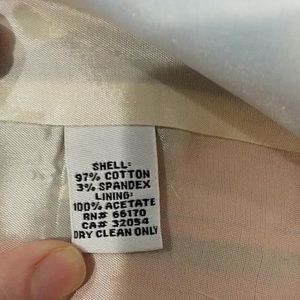 SHELL:
97% COTTON
3% SPANDEX
LINING:
100% ACETATE
RN# 66170
CA# 32054
DRY CLEAN ONLY